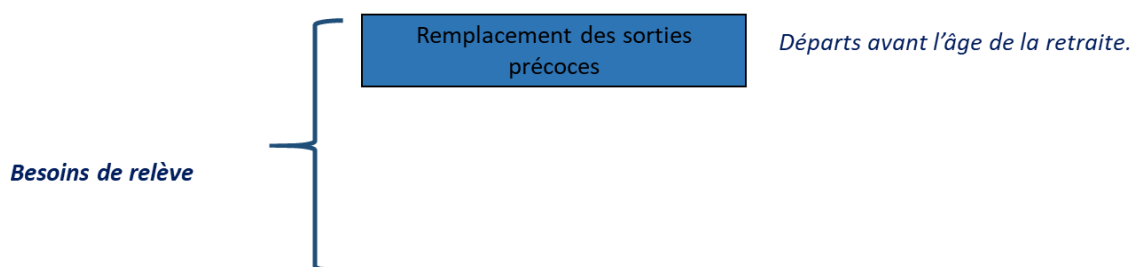 Remplacement des sorties
précoces
Départs avant l’âge de la retraite.
Besoins de relève